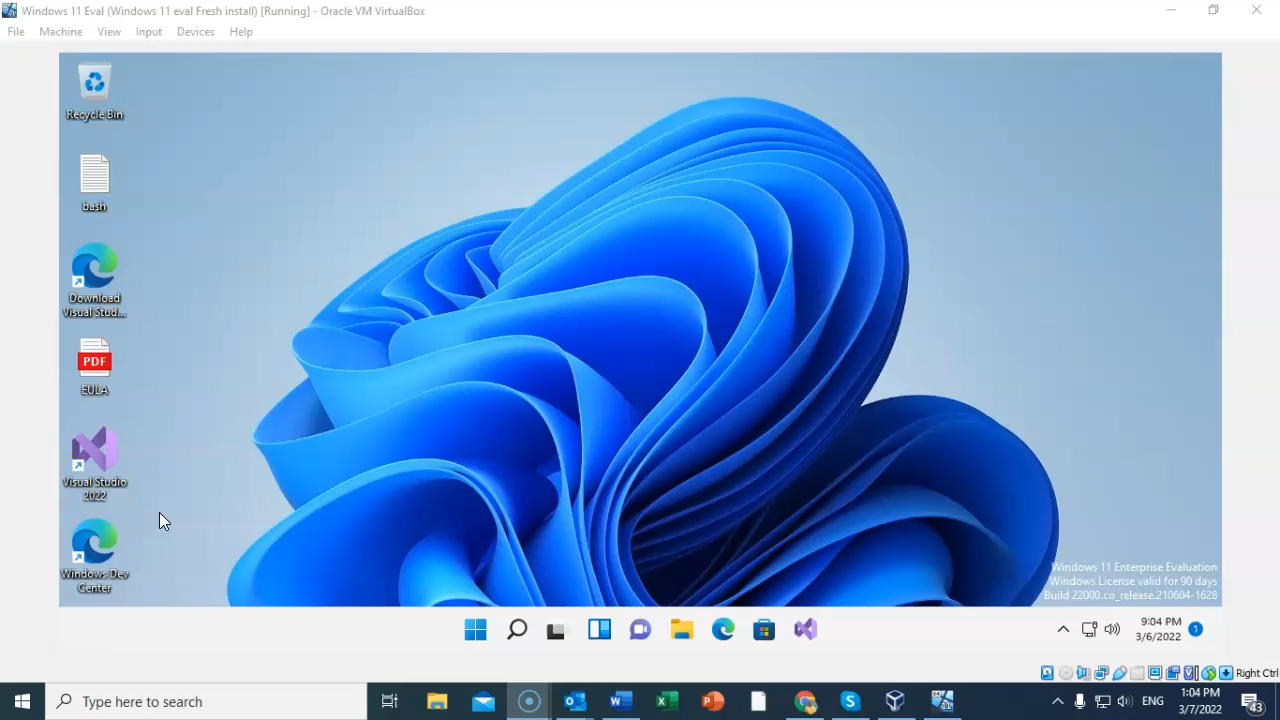 Windows 11 Eval (Windows 11 eval Fresh install) [Running] - Oracle VM VirtualBox
File Machine View Input Devices Help
Recycle Bin
bash
Download
Visual Stud...
PDF
EULA
Visual Studio
2022
Windows Dev
Center
Windows 11 Enterprise Evaluation
Windows License valid for 90 days
Build 22000.co_release.210604-1628
9:04 PM
3/6/2022
1
Right Ctrl
Type here to search
ENG
1:04 PM
3/7/2022
43